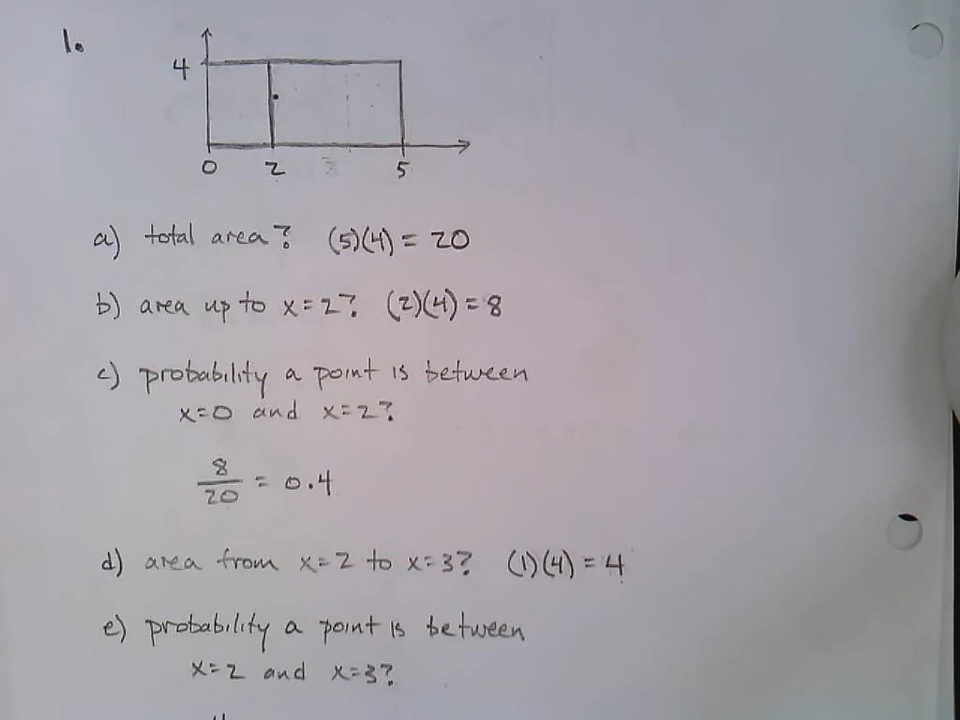 1.
4
0 2 3 5
a) total area? (5)(4) = 20
b) area up to x=2? (2)(4) = 8
c) probability a point is between
x=0 and x=2?
8/20 = 0.4
d) area from x=2 to x=3? (1)(4) = 4
e) probability a point is between
x=2 and x=3?